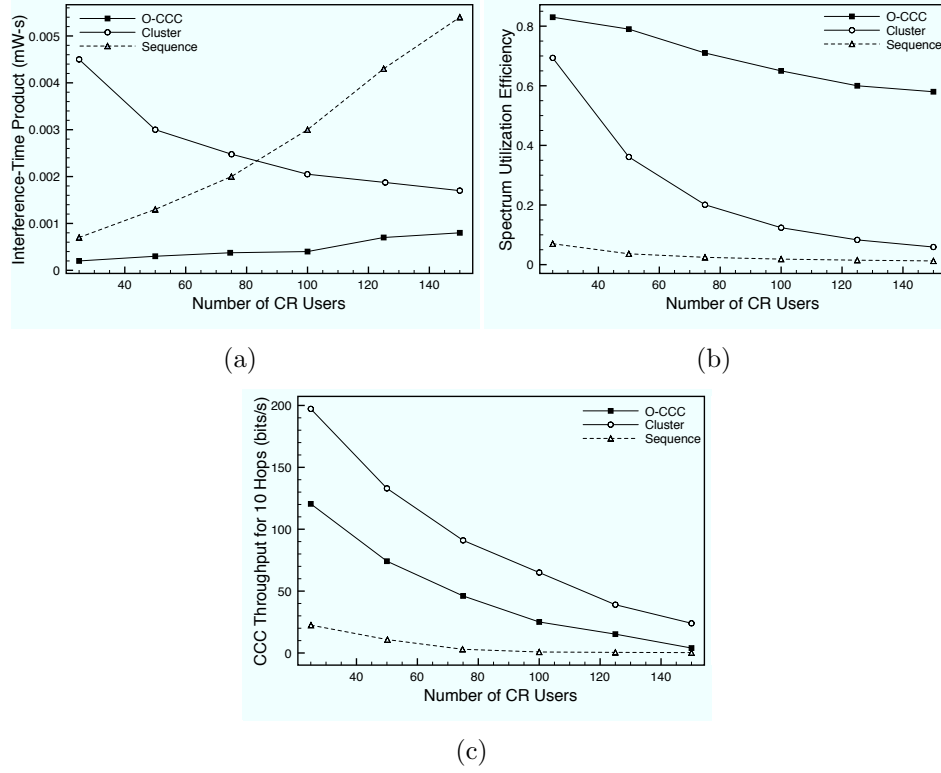 O-CCC
Cluster
Sequence
Interference-Time Product (mW-s)
0.005
0.004
0.003
0.002
0.001
0
40 60 80 100 120 140
Number of CR Users
(a)
O-CCC
Cluster
Sequence
Spectrum Utilization Efficiency
0.8
0.6
0.4
0.2
0
40 60 80 100 120 140
Number of CR Users
(b)
O-CCC
Cluster
Sequence
CCC Throughput for 10 Hops (bits/s)
200
150
100
50
0
40 60 80 100 120 140
Number of CR Users
(c)